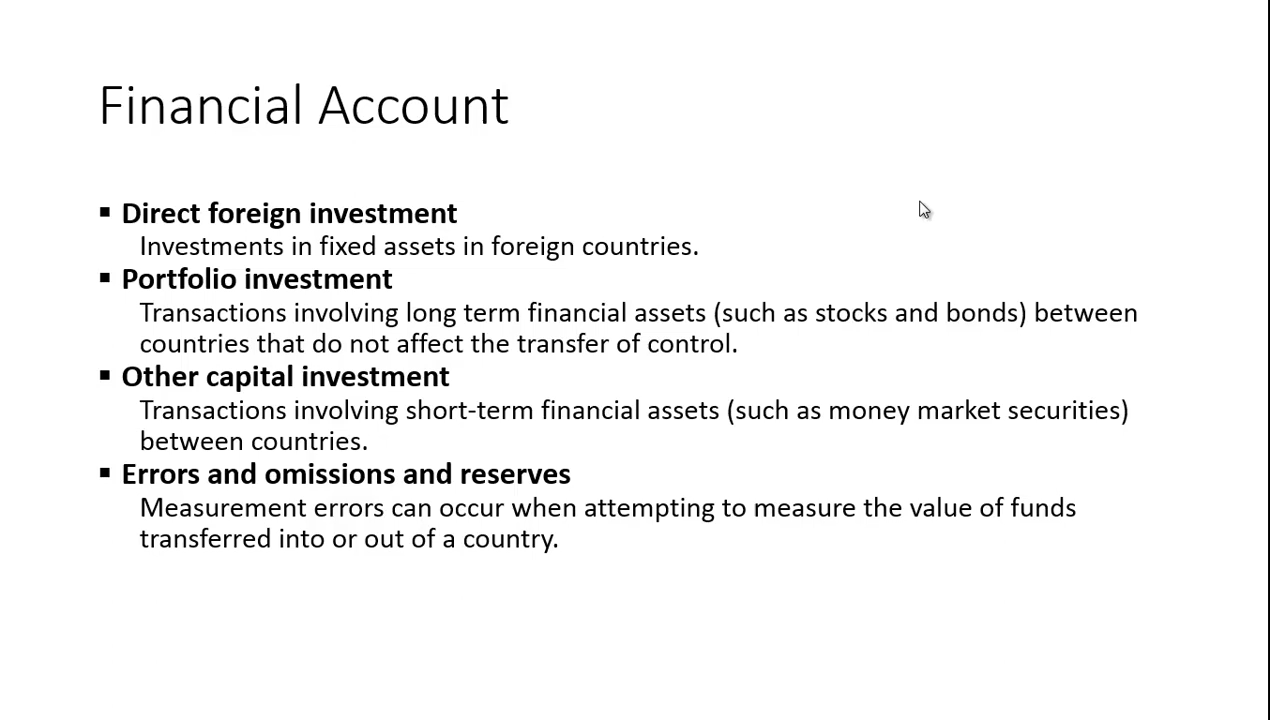 Financial Account
▪ Direct foreign investment
Investments in fixed assets in foreign countries.
▪ Portfolio investment
Transactions involving long term financial assets (such as stocks and bonds) between
countries that do not affect the transfer of control.
▪ Other capital investment
Transactions involving short-term financial assets (such as money market securities)
between countries.
▪ Errors and omissions and reserves
Measurement errors can occur when attempting to measure the value of funds
transferred into or out of a country.